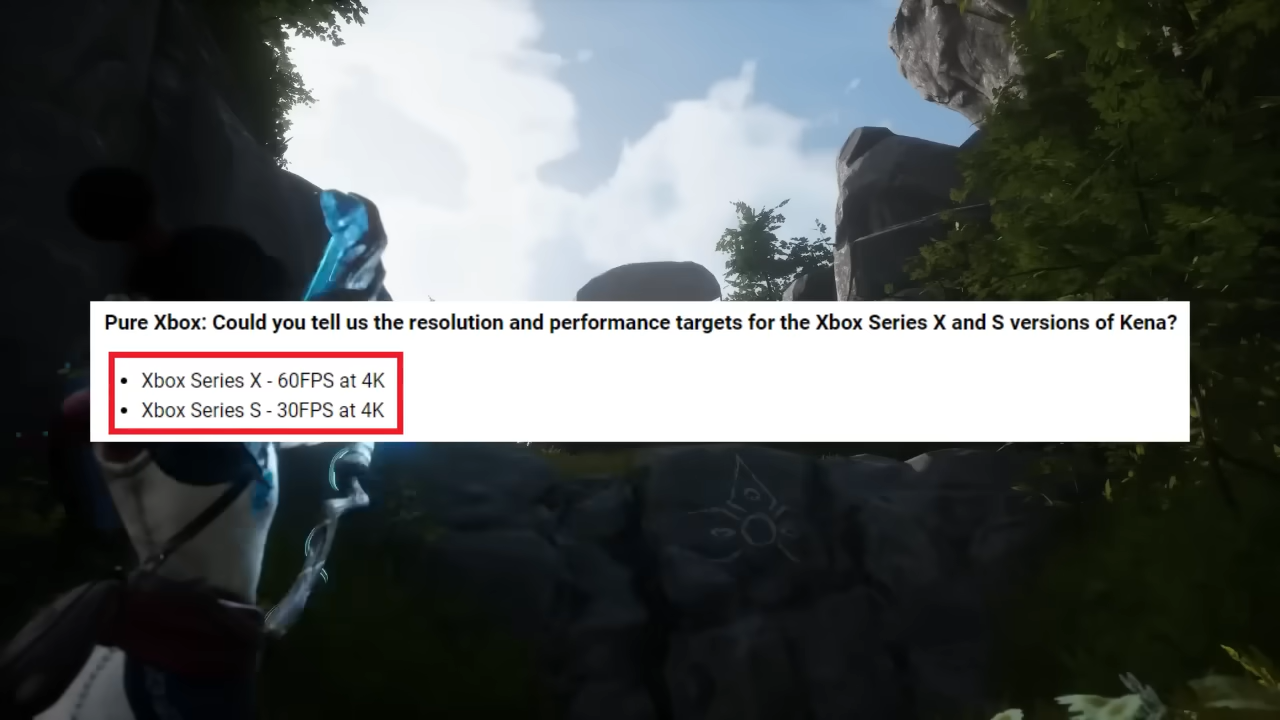 Pure Xbox: Could you tell us the resolution and performance targets for the Xbox Series X and S versions of Kena?
• Xbox Series X - 60FPS at 4K
• Xbox Series S - 30FPS at 4K